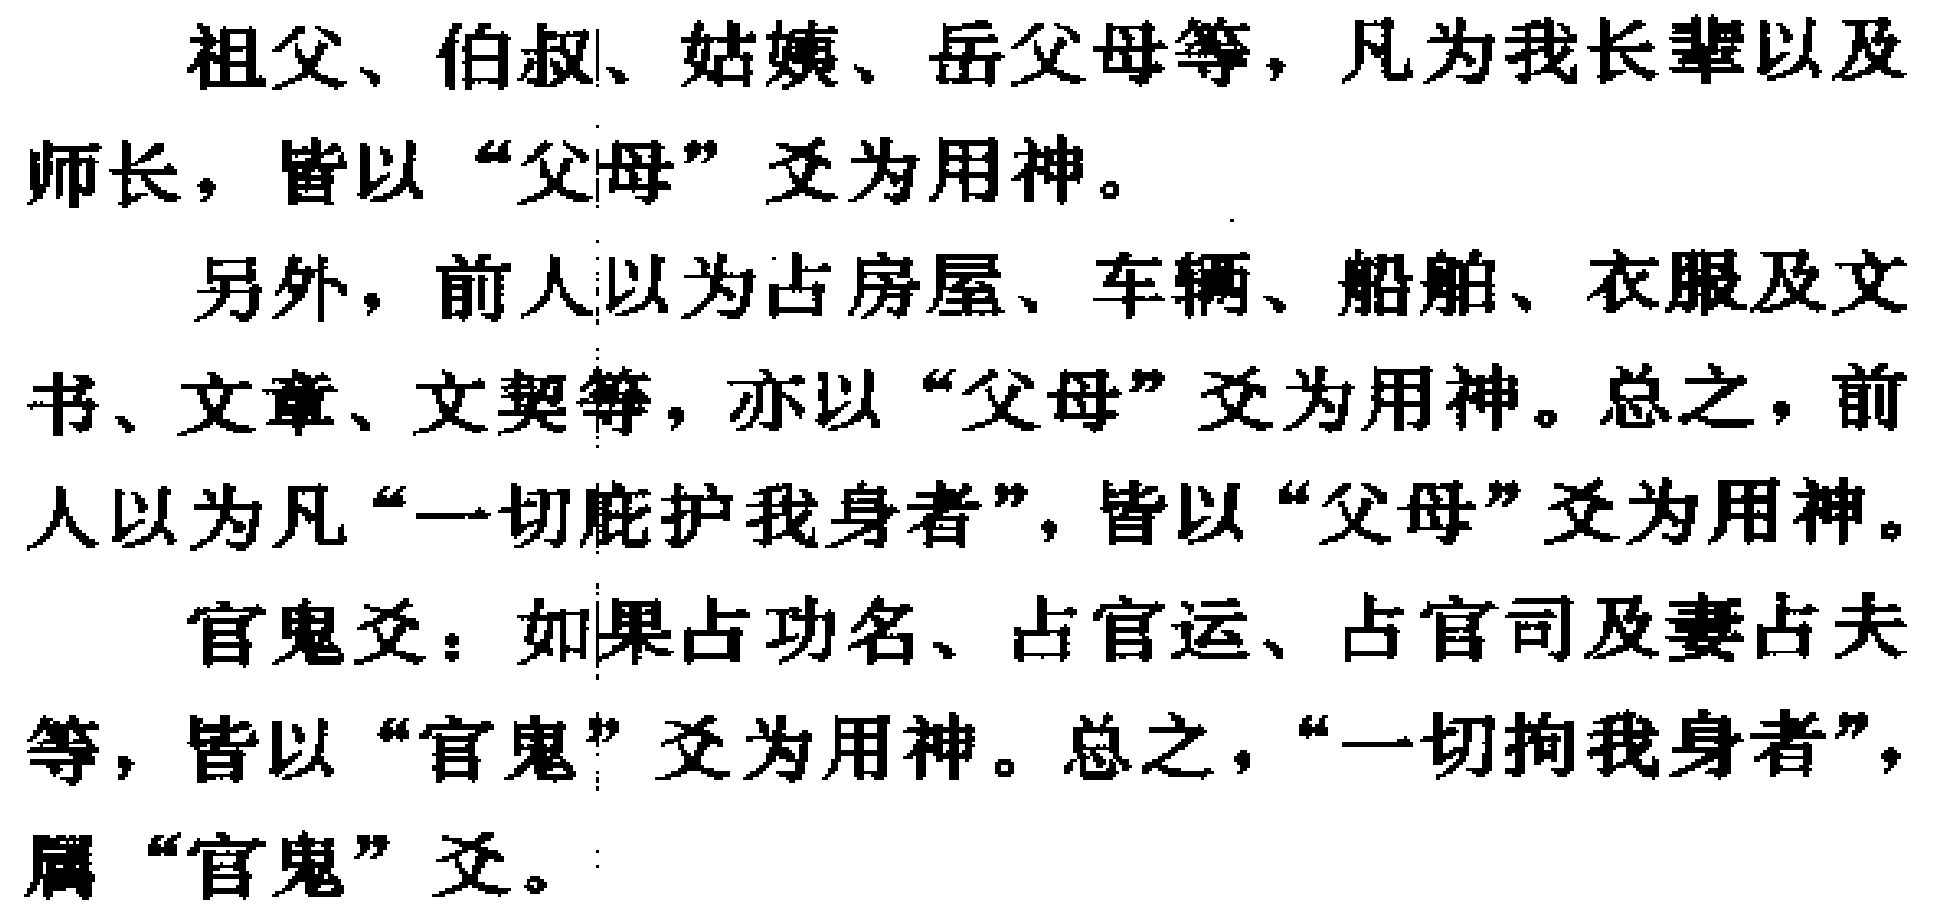 祖父、伯叔、姑姨、岳父母等，凡为我长辈以及
师长，皆以“父母”爻为用神。
另外，前人以为占房屋、车辆、船舶、衣服及文
书、文章、文契等，亦以“父母”爻为用神。总之，前
人以为凡“一切庇护我身者”，皆以“父母”爻为用神。
官鬼爻：如果占功名、占官运、占官司及妻占夫
等，皆以“官鬼”爻为用神。总之，“一切拘我身者”，
属“官鬼”爻。